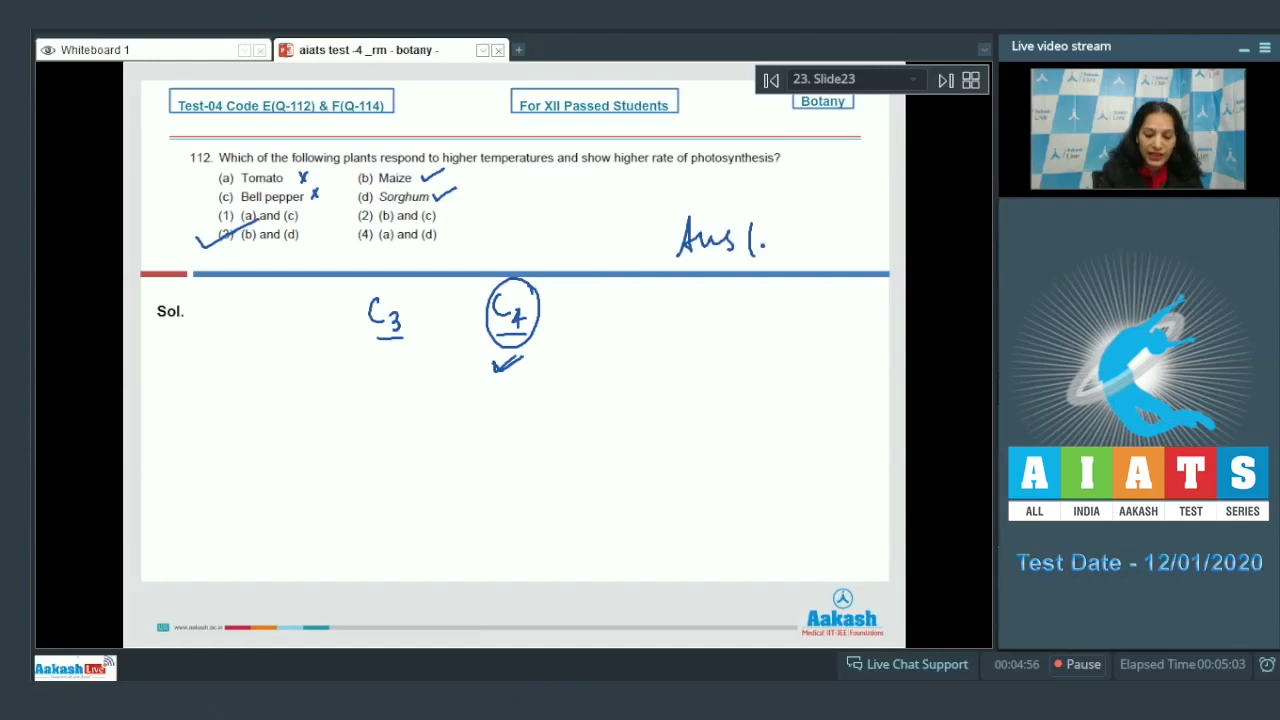 Whiteboard 1
aiats test -4 _rm - botany -
Live video stream
23. Slide23
Test-04 Code E(Q-112) & F(Q-114)
For XII Passed Students
Botany
112. Which of the following plants respond to higher temperatures and show higher rate of photosynthesis?
(a) Tomato x (b) Maize ✓
(c) Bell pepper x (d) Sorghum ✓
(1) (a) and (c) (2) (b) and (c)
(3) (b) and (d) (4) (a) and (d)
Ans (.
Sol.
C3 C4
A I A T S
ALL INDIA AAKASH TEST SERIES
Test Date - 12/01/2020
www.aakash.ac.in
Aakash
Medical | IIT-JEE | Foundations
Aakash Live
Live Chat Support 00:04:56 Pause Elapsed Time 00:05:03